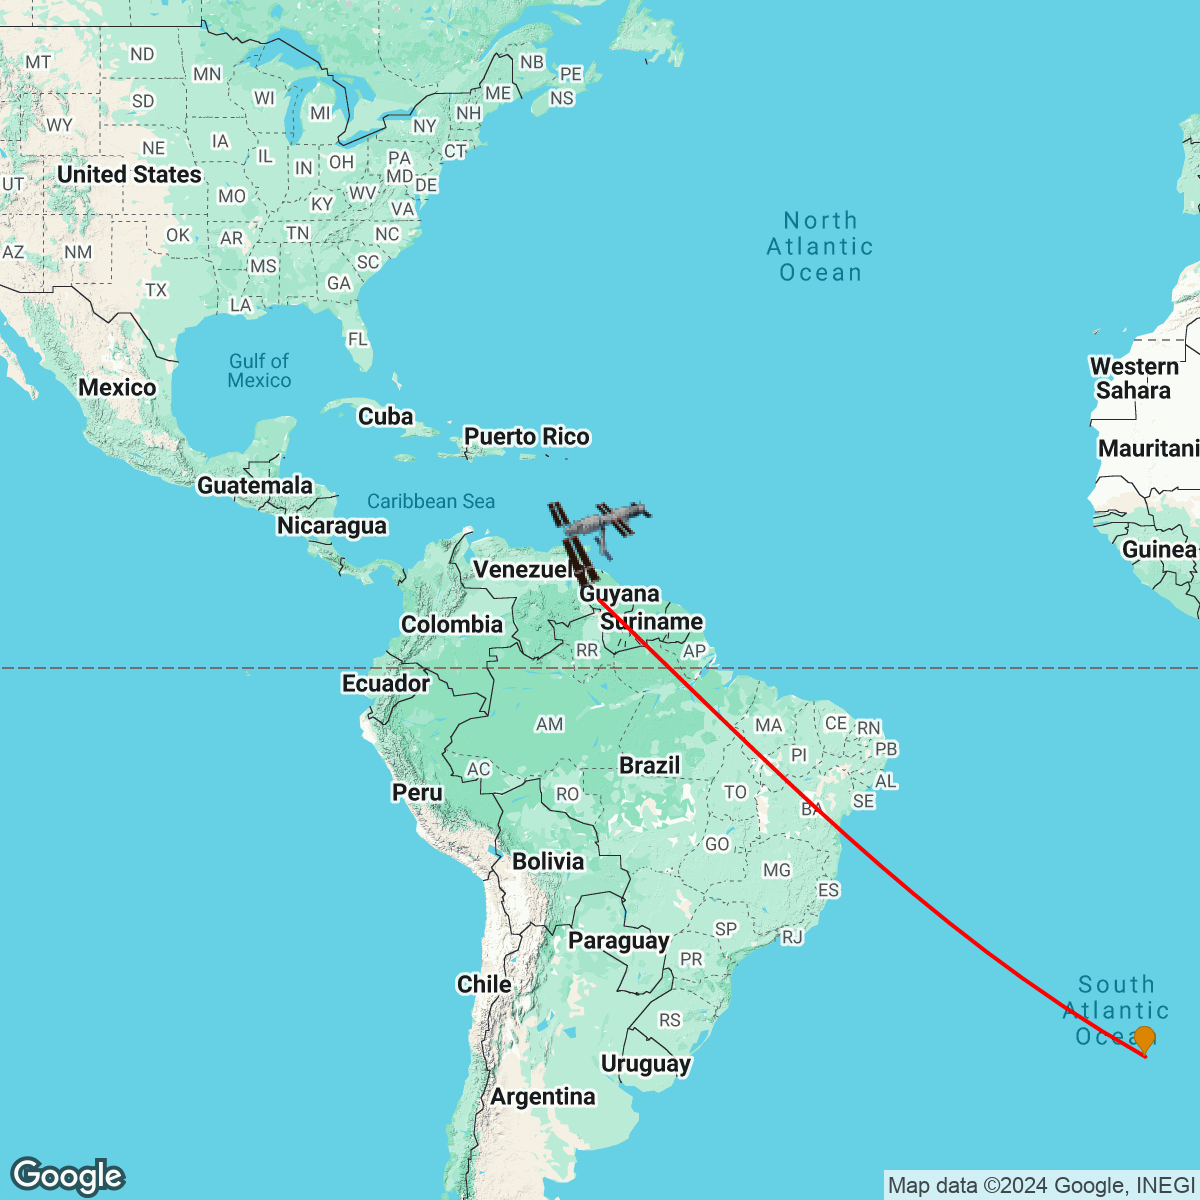 MT
ND
MN
NB
PE
ME
NS
SD
WI
MI
NH
WY
NY
NE
IA
IL
IN
OH
PA
CT
United States
UT
MO
WV
MD
DE
KY
VA
North
Atlantic
Ocean
AZ
NM
OK
AR
TN
NC
MS
SC
TX
GA
LA
FL
Gulf of
Mexico
Western
Sahara
Mexico
Cuba
Puerto Rico
Mauritani
Guatemala
Caribbean Sea
Nicaragua
Guinea
Venezuel
Guyana
Colombia
Suriname
RR
AP
Ecuador
AM
MA
CE
RN
PB
PI
Brazil
AC
AL
Peru
RO
TO
SE
BA
GO
Bolivia
MG
ES
SP
RJ
Paraguay
PR
Chile
South
Atlantic
Ocea
RS
Uruguay
Argentina
Google
Map data ©2024 Google, INEGI